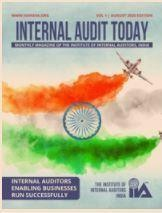 WWW.IIAINDIA.ORG
VOL 1 | AUGUST 2020 EDITION
INTERNAL AUDIT TODAY
MONTHLY MAGAZINE OF THE INSTITUTE OF INTERNAL AUDITORS, INDIA
INTERNAL AUDITORS
ENABLING BUSINESSES
RUN SUCCESSFULLY
THE INSTITUTE OF
INTERNAL AUDITORS
INDIA
IIA